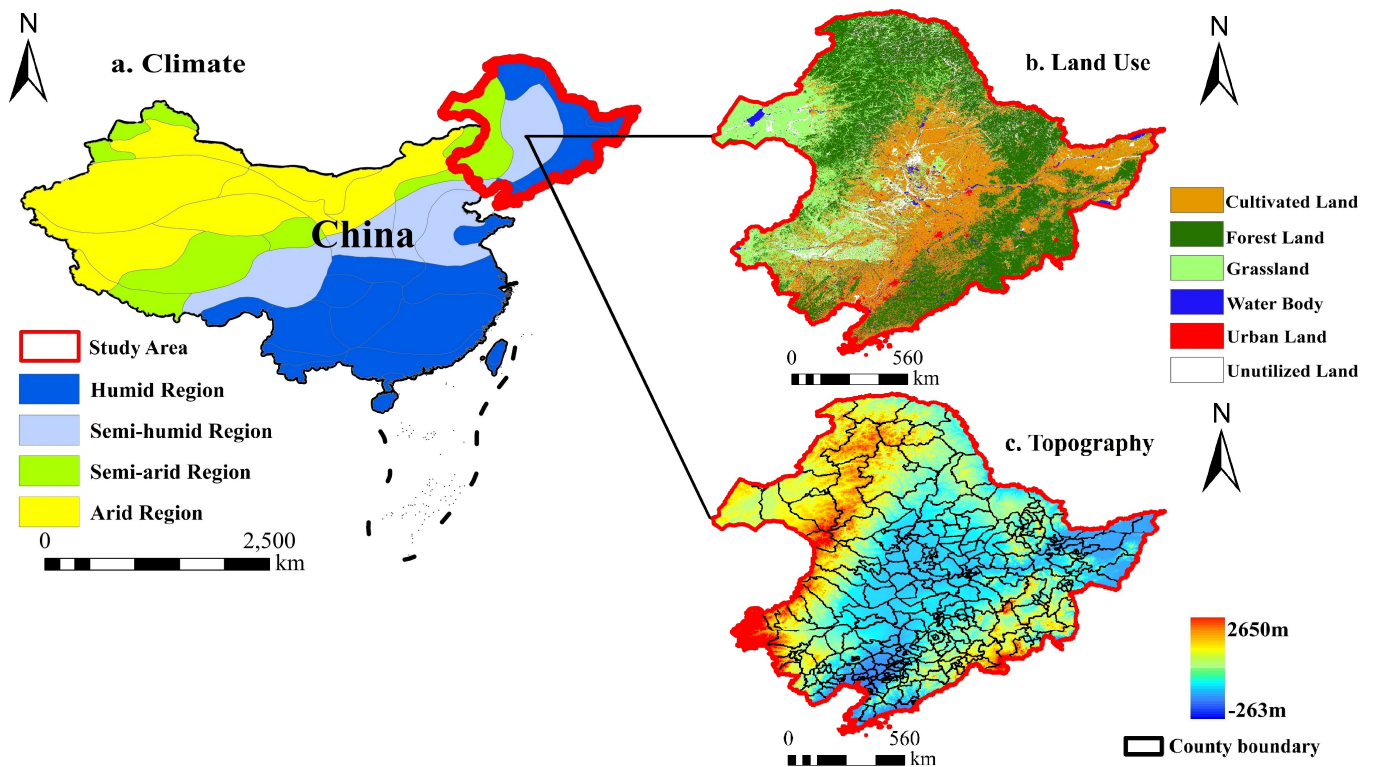 N
a. Climate
China
Study Area
Humid Region
Semi-humid Region
Semi-arid Region
Arid Region
0 2,500
km
N
b. Land Use
Cultivated Land
Forest Land
Grassland
Water Body
Urban Land
Unutilized Land
0 560
km
N
c. Topography
2650m
-263m
County boundary
0 560
km